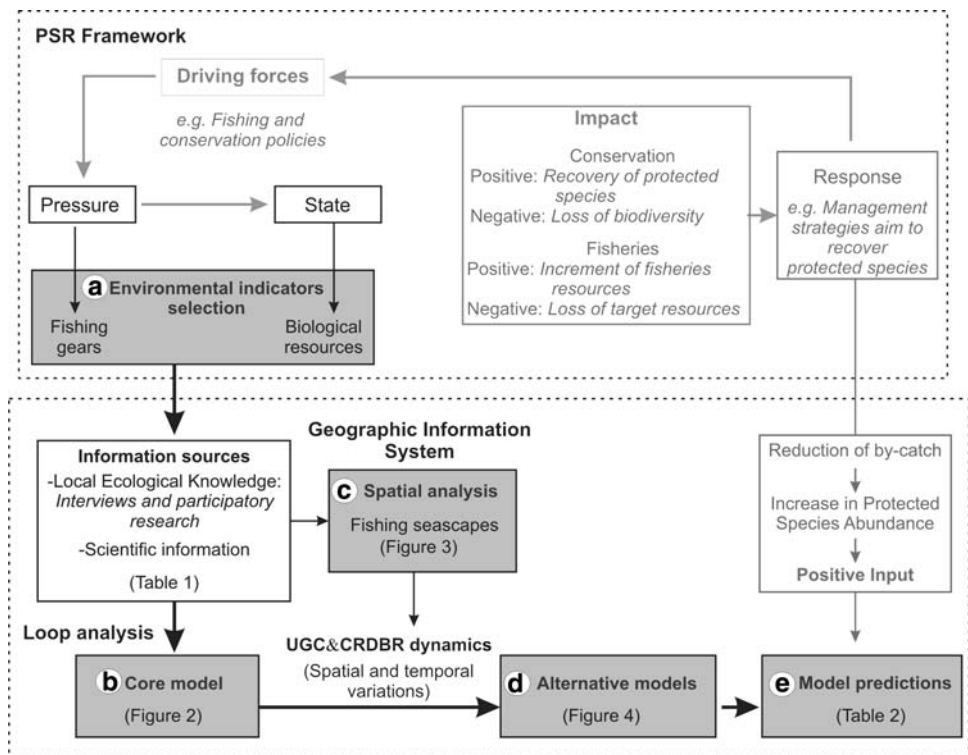 PSR Framework
Driving forces
e.g. Fishing and
conservation policies
Pressure
State
Impact
Conservation
Positive: Recovery of protected
species
Negative: Loss of biodiversity
Fisheries
Positive: Increment of fisheries
resources
Negative: Loss of target resources
Response
e.g. Management
strategies aim to
recover
protected species
a Environmental indicators
selection
Fishing
gears
Biological
resources
Information sources
-Local Ecological Knowledge:
Interviews and participatory
research
-Scientific information
(Table 1)
Geographic Information
System
c Spatial analysis
Fishing seascapes
(Figure 3)
Reduction of by-catch
Increase in Protected
Species Abundance
Positive Input
Loop analysis
UGC&CRDBR dynamics
(Spatial and temporal
variations)
b Core model
(Figure 2)
d Alternative models
(Figure 4)
e Model predictions
(Table 2)